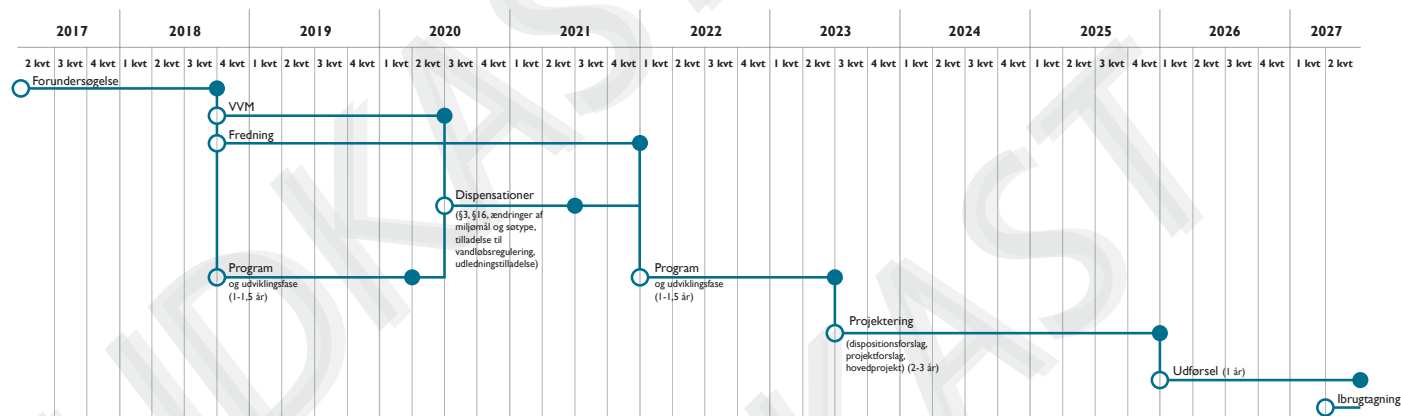 2017 2018 2019 2020 2021 2022 2023 2024 2025 2026 2027
2 kvt 3 kvt 4 kvt 1 kvt 2 kvt 3 kvt 4 kvt 1 kvt 2 kvt 3 kvt 4 kvt 1 kvt 2 kvt 3 kvt 4 kvt 1 kvt 2 kvt 3 kvt 4 kvt 1 kvt 2 kvt 3 kvt 4 kvt 1 kvt 2 kvt 3 kvt 4 kvt 1 kvt 2 kvt 3 kvt 4 kvt 1 kvt 2 kvt 3 kvt 4 kvt 1 kvt 2 kvt 3 kvt 4 kvt 1 kvt 2 kvt
Forundersøgelse
VVM
Fredning
Dispensationer
(§3, §16, ændringer af
miljømål og søtype,
tilladelse til
vandløbsregulering,
udledningstilladelse)
Program
og udviklingsfase
(1-1,5 år)
Program
og udviklingsfase
(1-1,5 år)
Projektering
(dispositionsforslag,
projektforslag,
hovedprojekt) (2-3 år)
Udførsel (1 år)
Ibrugtagning
UDKAST
KAST